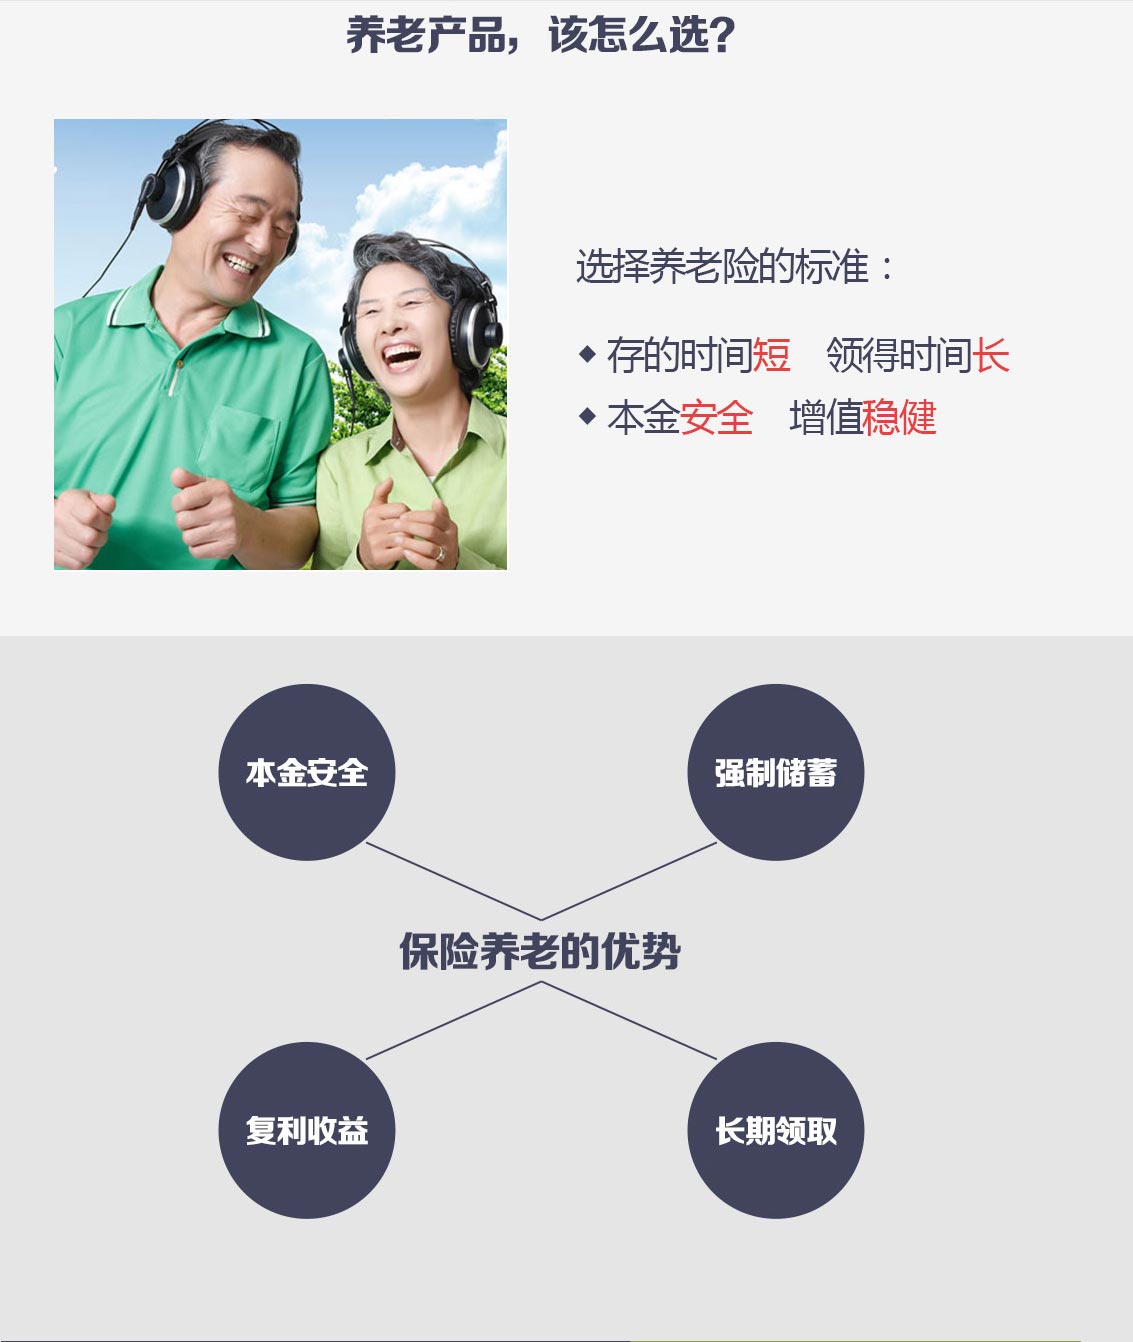 养老产品，该怎么选？
选择养老险的标准：
◆ 存的时间短 领得时间长
◆ 本金安全 增值稳健
本金安全
强制储蓄
保险养老的优势
复利收益
长期领取